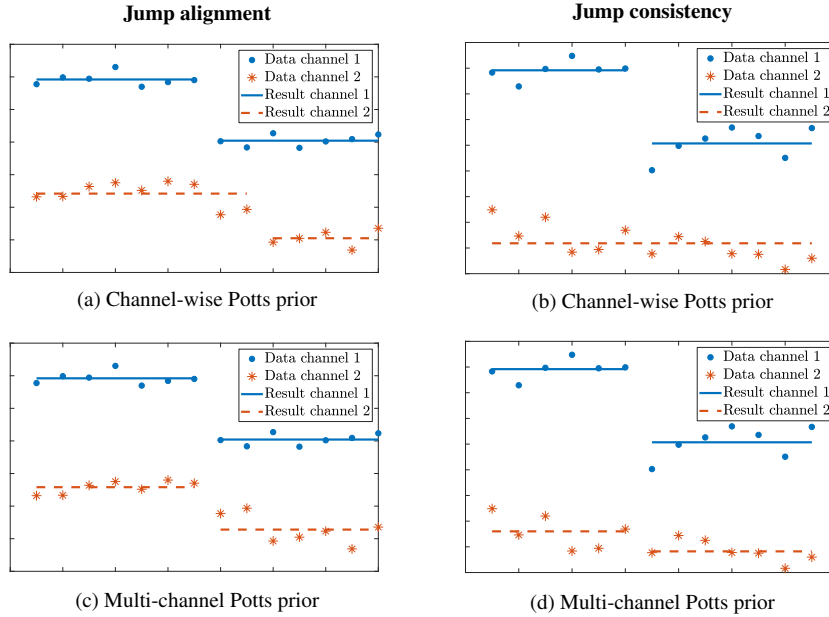 Jump alignment
Jump consistency
Data channel 1
Data channel 2
Result channel 1
Result channel 2
Data channel 1
Data channel 2
Result channel 1
Result channel 2
(a) Channel-wise Potts prior
(b) Channel-wise Potts prior
Data channel 1
Data channel 2
Result channel 1
Result channel 2
Data channel 1
Data channel 2
Result channel 1
Result channel 2
(c) Multi-channel Potts prior
(d) Multi-channel Potts prior